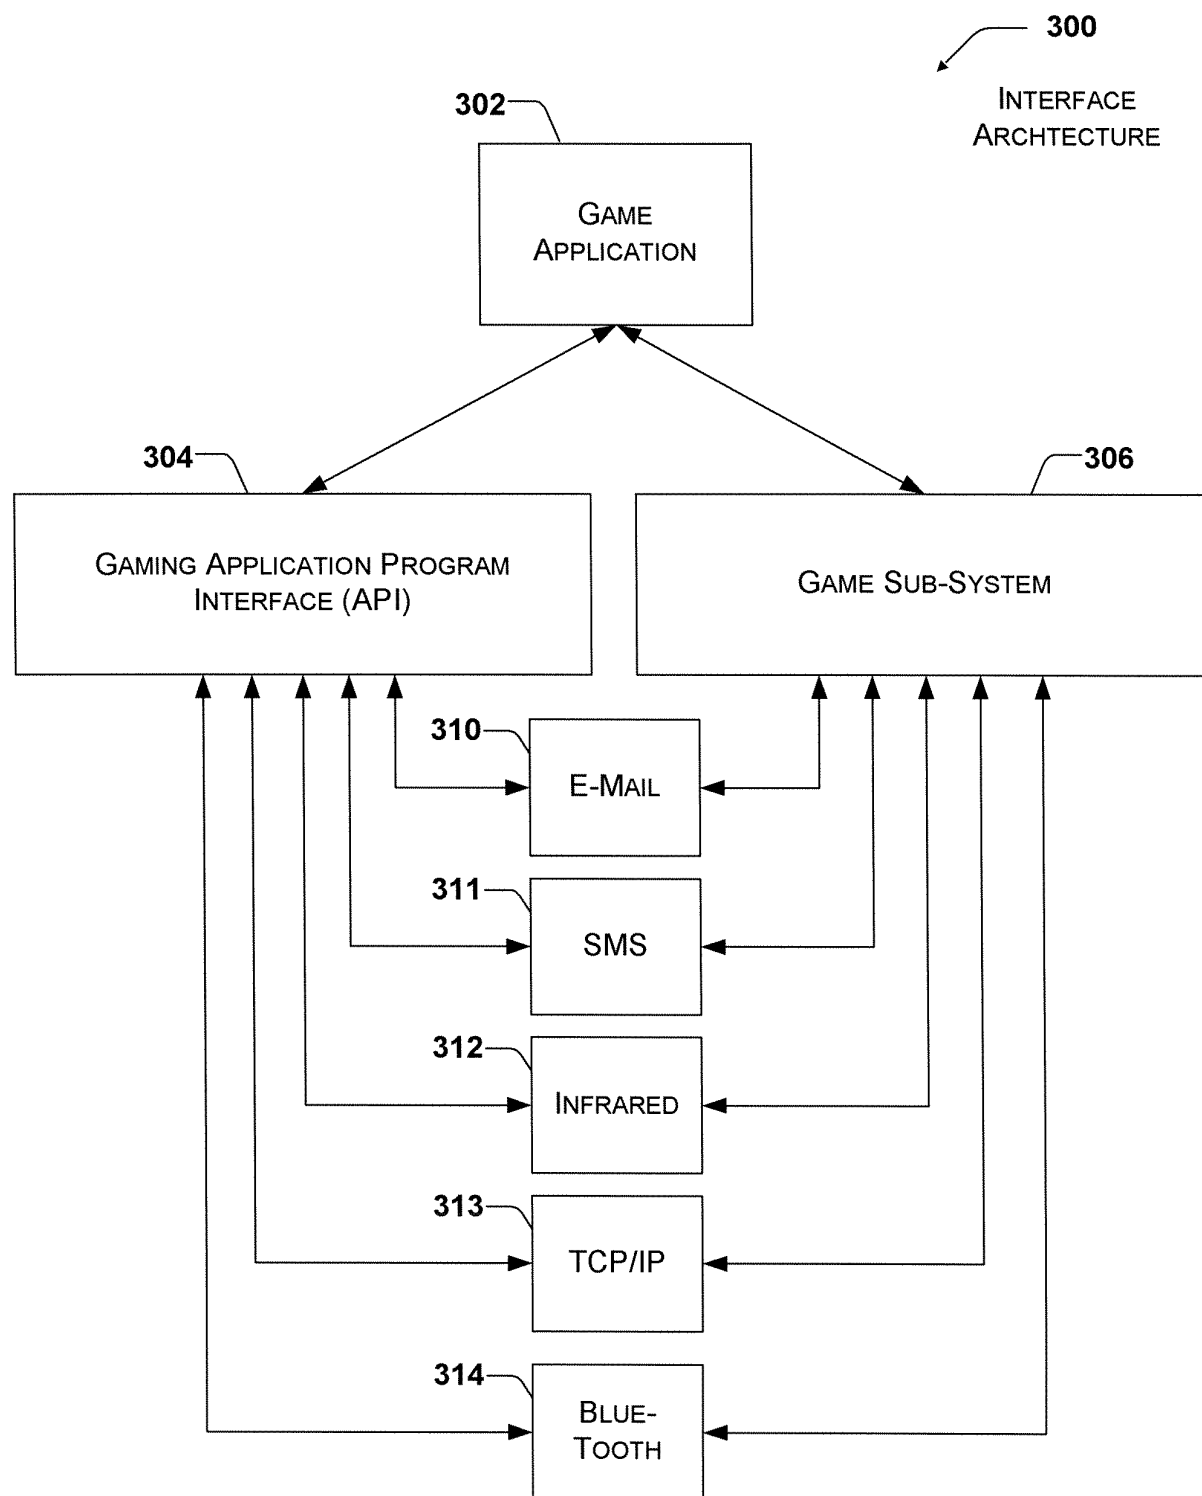 300
INTERFACE
ARCHTECTURE
302
GAME
APPLICATION
304
306
GAMING APPLICATION PROGRAM
INTERFACE (API)
GAME SUB-SYSTEM
310
E-MAIL
311
SMS
312
INFRARED
313
TCP/IP
314
BLUE-
TOOTH